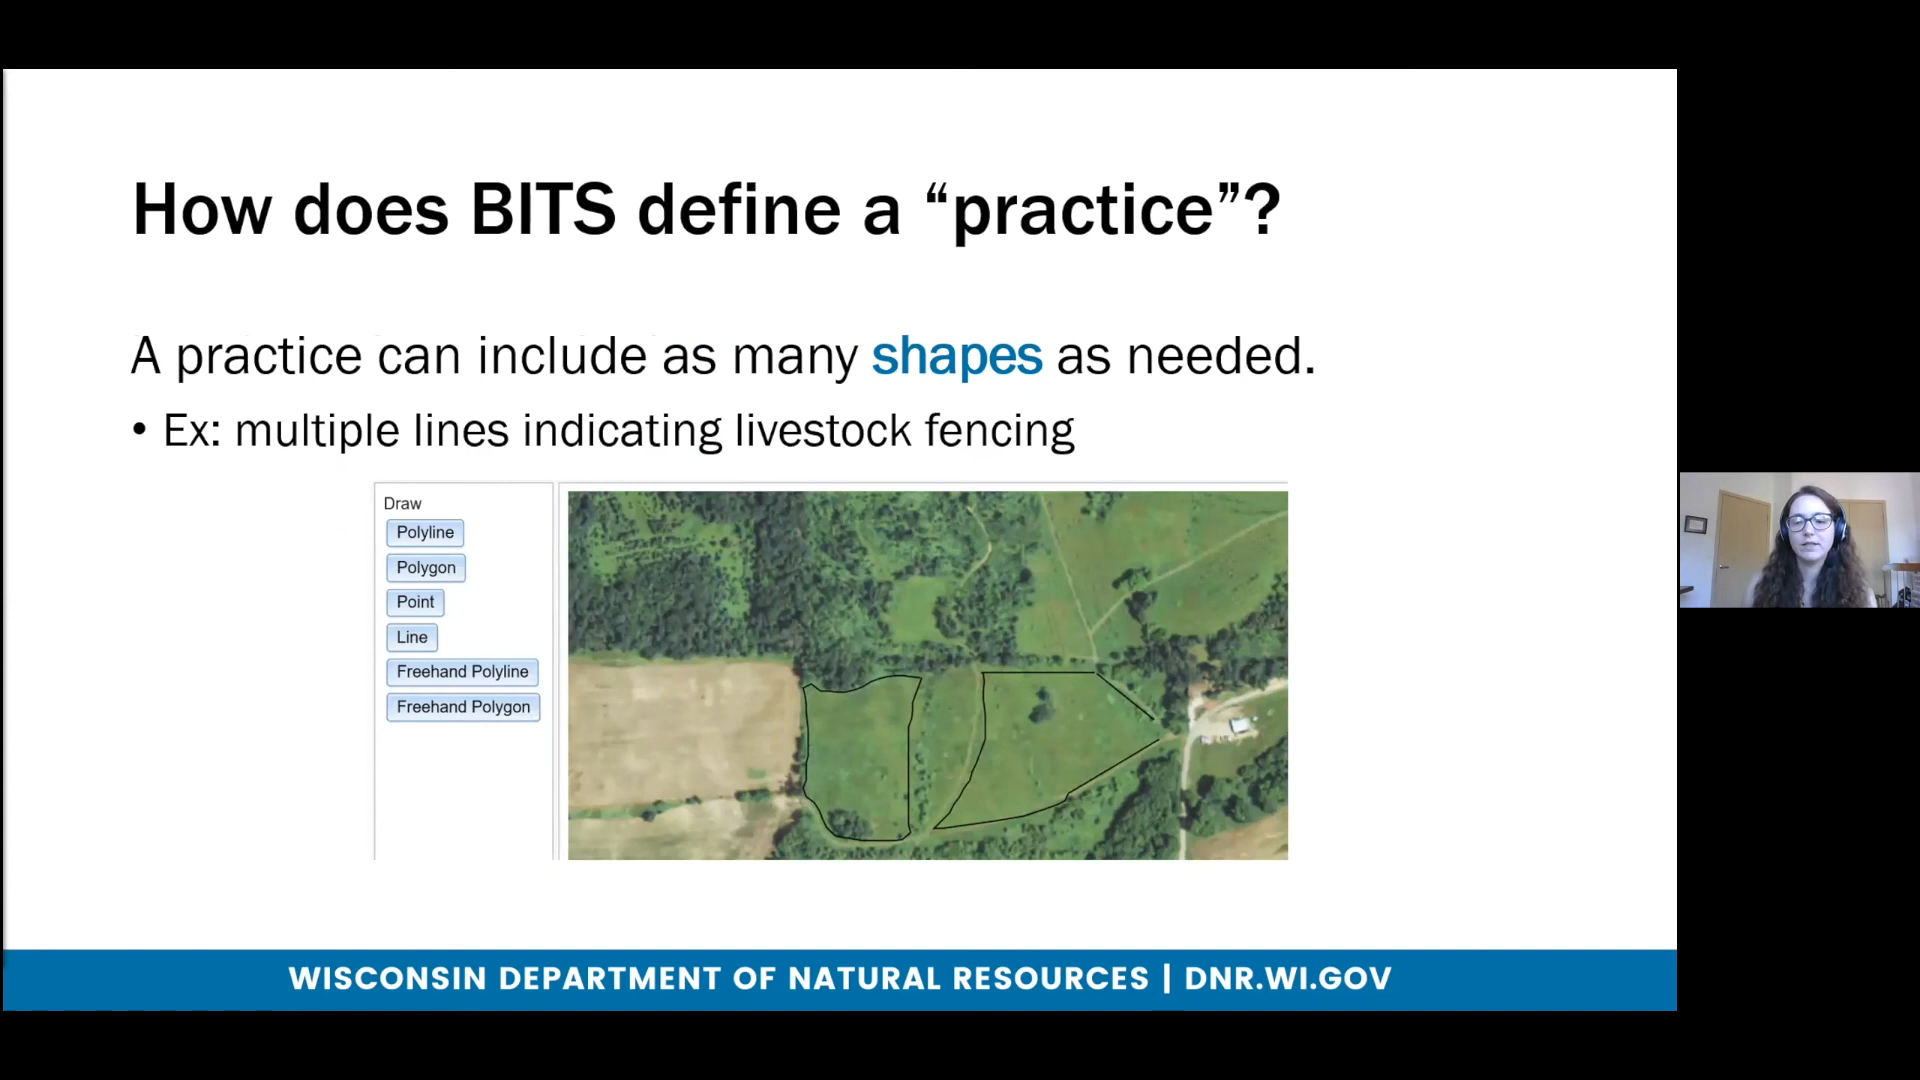 How does BITS define a “practice”?
A practice can include as many shapes as needed.
• Ex: multiple lines indicating livestock fencing
Draw
Polyline
Polygon
Point
Line
Freehand Polyline
Freehand Polygon
WISCONSIN DEPARTMENT OF NATURAL RESOURCES | DNR.WI.GOV